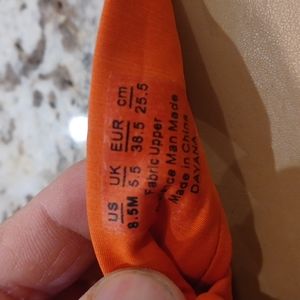 US UK EUR cm
8.5M 5.5 38.5 25.5
Fabric Upper
Man Made
Made in China
DAYANA